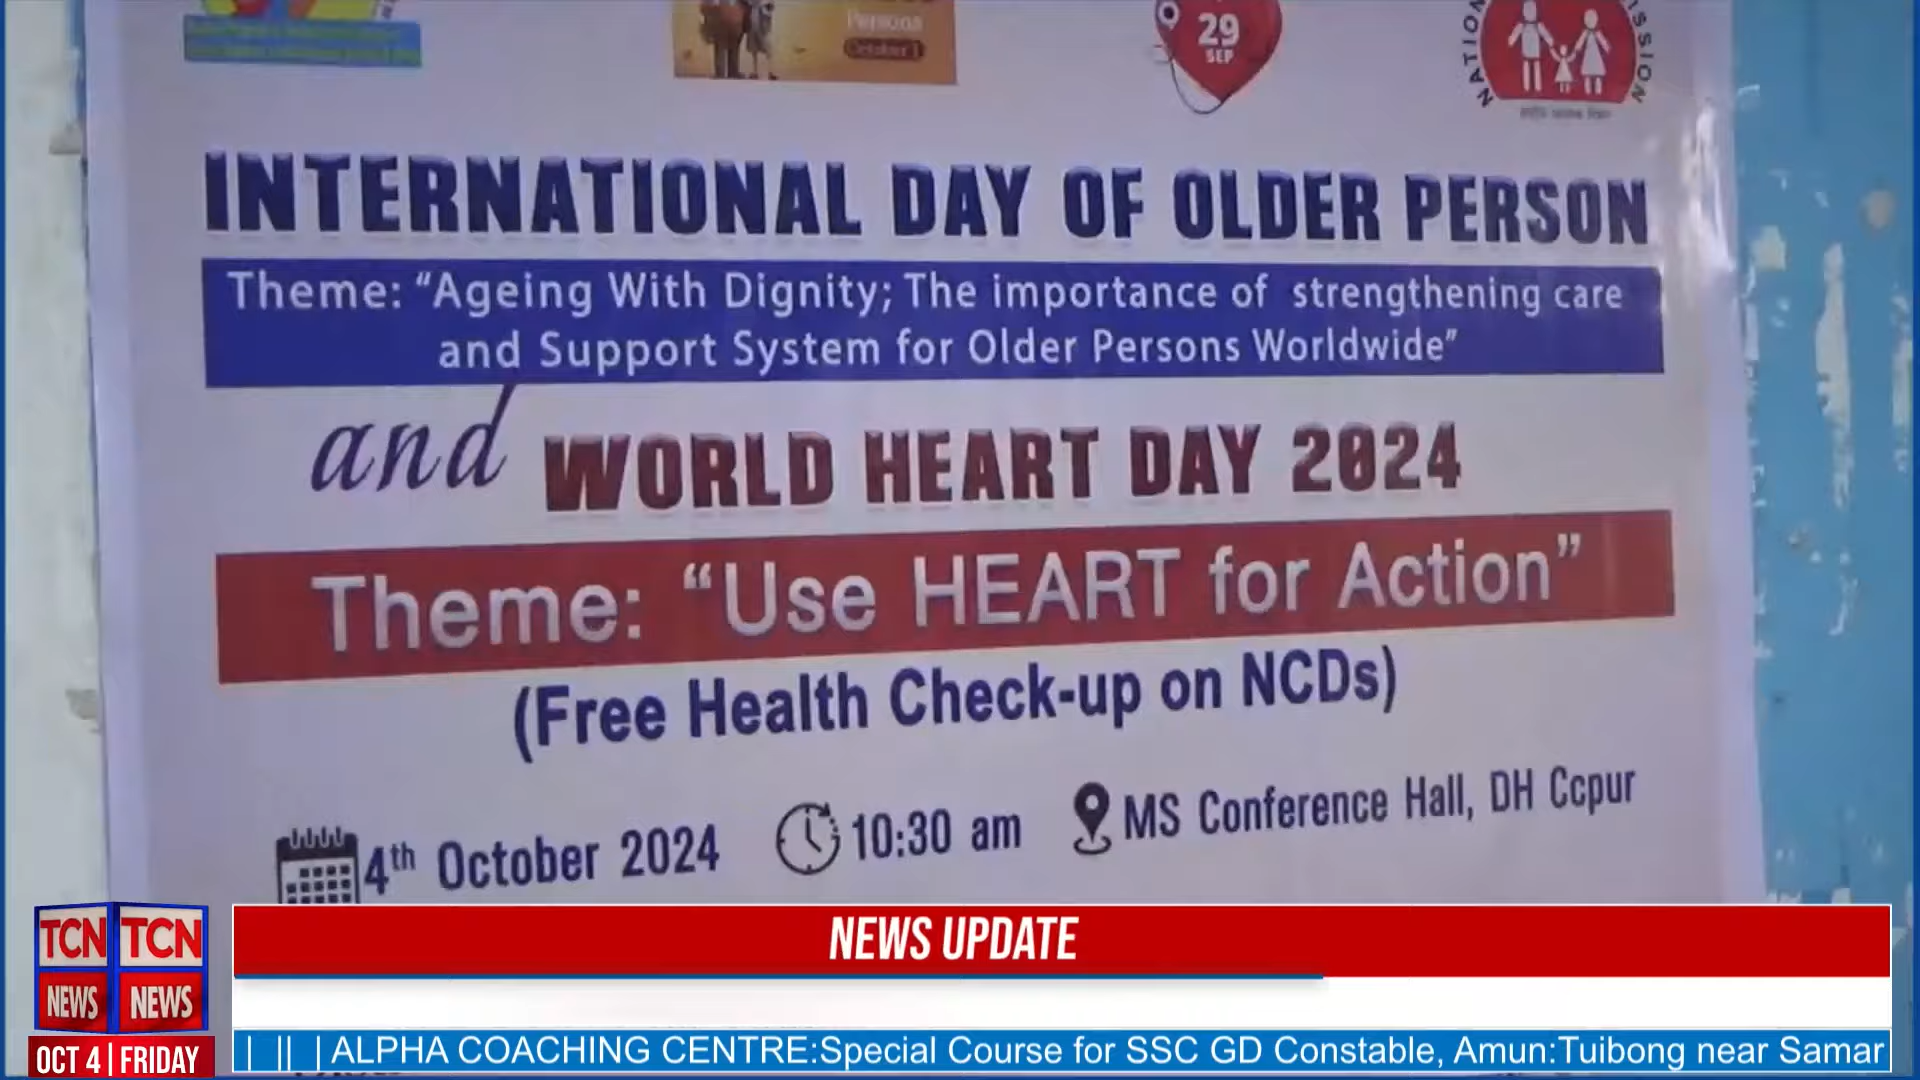 Persons
October 1
29
SEP
INTERNATIONAL DAY OF OLDER PERSON
Theme: “Ageing With Dignity; The importance of strengthening care
and Support System for Older Persons Worldwide”
and WORLD HEART DAY 2024
Theme: “Use HEART for Action”
(Free Health Check-up on NCDs)
4th October 2024 10:30 am MS Conference Hall, DH Ccpur
TCN TCN
NEWS NEWS
NEWS UPDATE
OCT 4 | FRIDAY
| || | ALPHA COACHING CENTRE:Special Course for SSC GD Constable, Amun:Tuibong near Samar